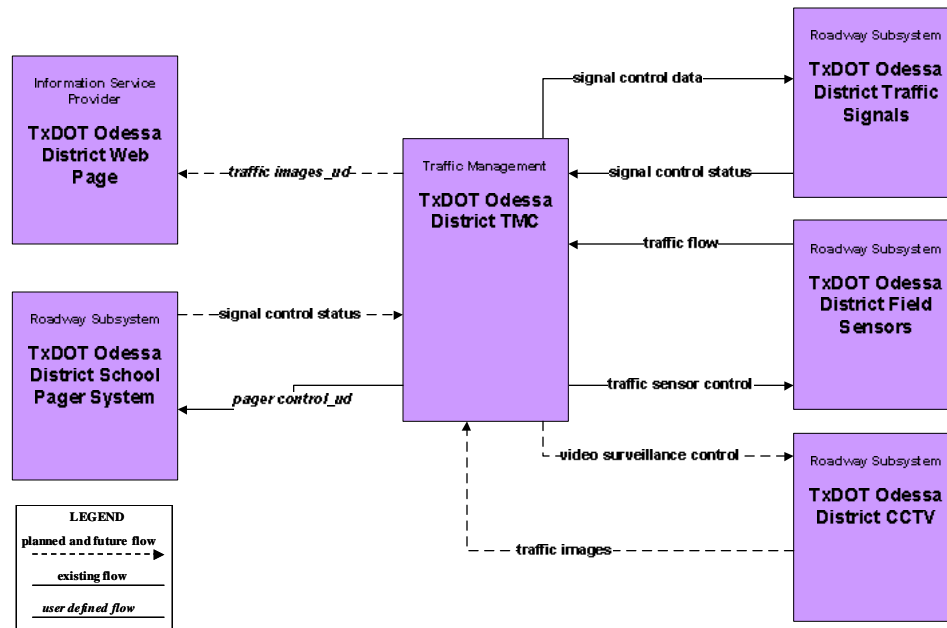 Information Service
Provider
TxDOT Odessa
District Web
Page
traffic images_ud
Roadway Subsystem
TxDOT Odessa
District School
Pager System
signal control status
pager control_ud
Traffic Management
TxDOT Odessa
District TMC
signal control data
signal control status
Roadway Subsystem
TxDOT Odessa
District Traffic
Signals
traffic flow
traffic sensor control
Roadway Subsystem
TxDOT Odessa
District Field
Sensors
video surveillance control
traffic images
Roadway Subsystem
TxDOT Odessa
District CCTV
LEGEND
planned and future flow
existing flow
user defined flow